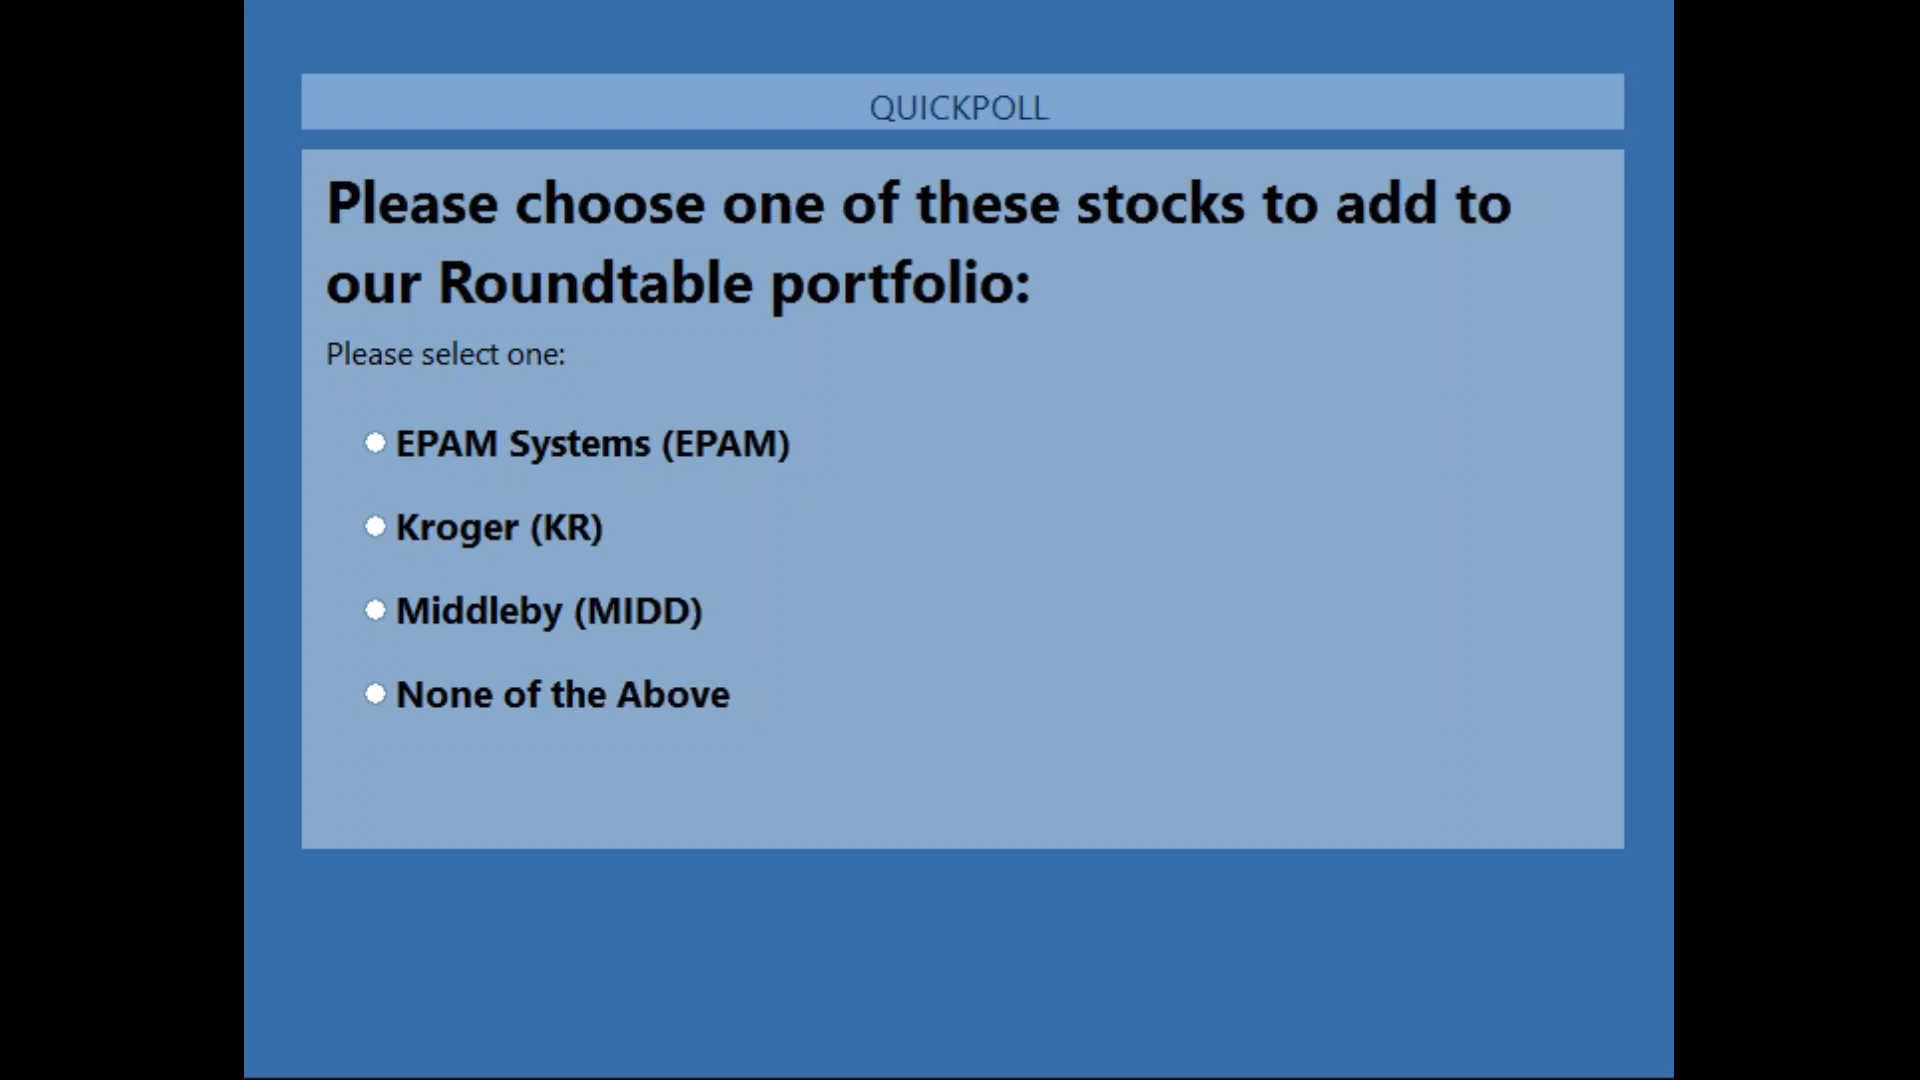 QUICKPOLL
Please choose one of these stocks to add to
our Roundtable portfolio:
Please select one:
EPAM Systems (EPAM)
Kroger (KR)
Middleby (MIDD)
None of the Above